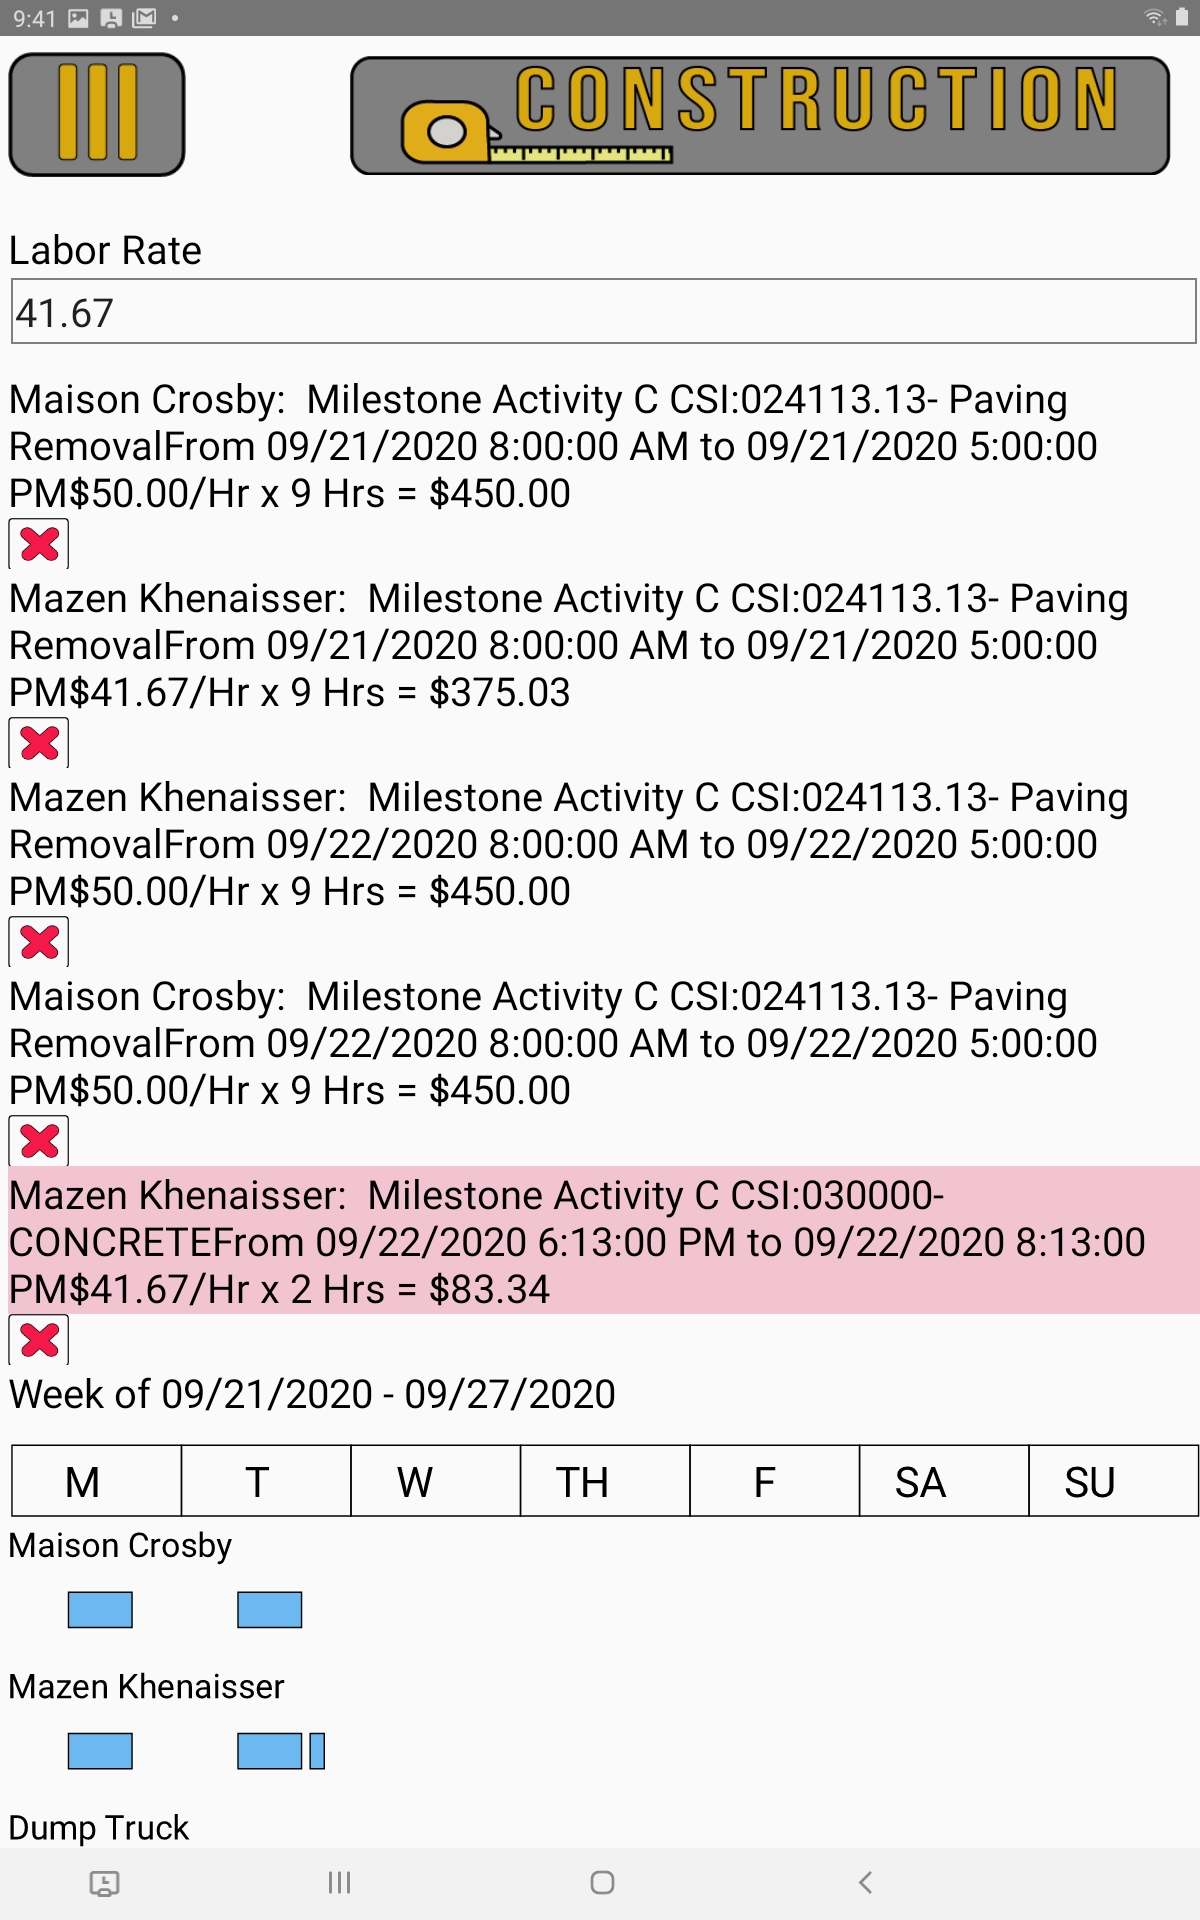 9:41
CONSTRUCTION
Labor Rate
41.67
Maison Crosby:  Milestone Activity C CSI:024113.13- Paving
RemovalFrom 09/21/2020 8:00:00 AM to 09/21/2020 5:00:00
PM$50.00/Hr x 9 Hrs = $450.00
Mazen Khenaisser:  Milestone Activity C CSI:024113.13- Paving
RemovalFrom 09/21/2020 8:00:00 AM to 09/21/2020 5:00:00
PM$41.67/Hr x 9 Hrs = $375.03
Mazen Khenaisser:  Milestone Activity C CSI:024113.13- Paving
RemovalFrom 09/22/2020 8:00:00 AM to 09/22/2020 5:00:00
PM$50.00/Hr x 9 Hrs = $450.00
Maison Crosby:  Milestone Activity C CSI:024113.13- Paving
RemovalFrom 09/22/2020 8:00:00 AM to 09/22/2020 5:00:00
PM$50.00/Hr x 9 Hrs = $450.00
Mazen Khenaisser:  Milestone Activity C CSI:030000-
CONCRETEFrom 09/22/2020 6:13:00 PM to 09/22/2020 8:13:00
PM$41.67/Hr x 2 Hrs = $83.34
Week of 09/21/2020 - 09/27/2020
M T W TH F SA SU
Maison Crosby
Mazen Khenaisser
Dump Truck